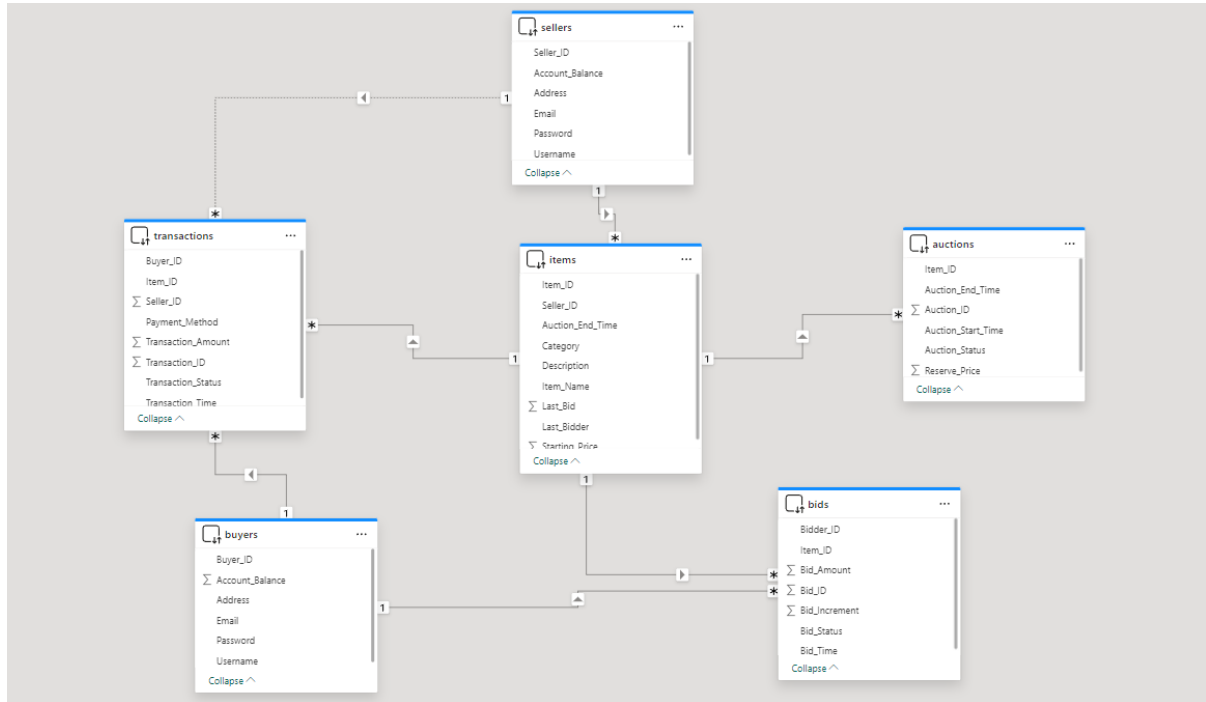 sellers
Seller_ID
Account_Balance
Address
Email
Password
Username
Collapse
1
1
*
*
transactions
Buyer_ID
Item_ID
Σ Seller_ID
Payment_Method
Σ Transaction_Amount
Σ Transaction_ID
Transaction_Status
Transaction_Time
Collapse
*
*
items
Item_ID
Seller_ID
Auction_End_Time
Category
Description
Item_Name
Σ Last_Bid
Last_Bidder
Σ Starting_Price
Collapse
1
1
1
auctions
Item_ID
Auction_End_Time
Σ Auction_ID
Auction_Start_Time
Auction_Status
Σ Reserve_Price
Collapse
*
buyers
Buyer_ID
Σ Account_Balance
Address
Email
Password
Username
Collapse
1
1
bids
Bidder_ID
Item_ID
Σ Bid_Amount
Σ Bid_ID
Σ Bid_Increment
Bid_Status
Bid_Time
Collapse
*
*